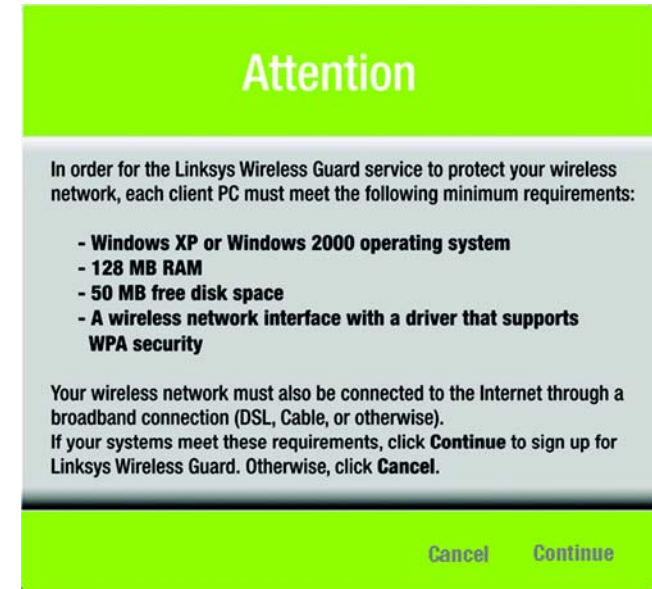 Attention
In order for the Linksys Wireless Guard service to protect your wireless
network, each client PC must meet the following minimum requirements:
- Windows XP or Windows 2000 operating system
- 128 MB RAM
- 50 MB free disk space
- A wireless network interface with a driver that supports
WPA security
Your wireless network must also be connected to the Internet through a
broadband connection (DSL, Cable, or otherwise).
If your systems meet these requirements, click Continue to sign up for
Linksys Wireless Guard. Otherwise, click Cancel.
Cancel Continue